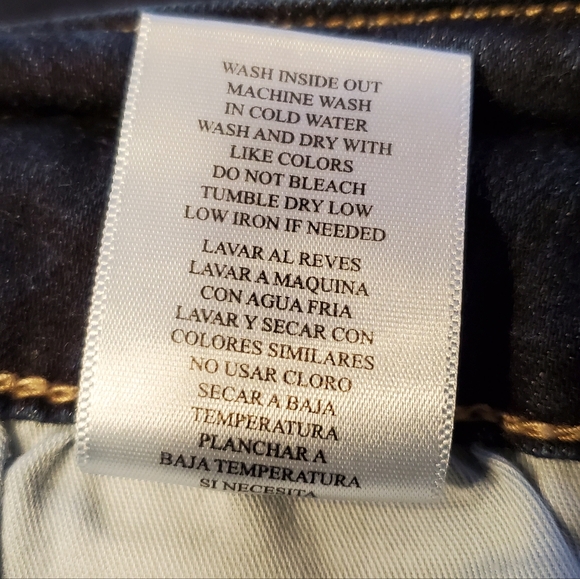 WASH INSIDE OUT
MACHINE WASH
IN COLD WATER
WASH AND DRY WITH
LIKE COLORS
DO NOT BLEACH
TUMBLE DRY LOW
LOW IRON IF NEEDED
LAVAR AL REVES
LAVAR A MAQUINA
CON AGUA FRIA
LAVAR Y SECAR CON
COLORES SIMILARES
NO USAR CLORO
SECAR A BAJA
TEMPERATURA
PLANCHAR A
BAJA TEMPERATURA
SI NECESITA